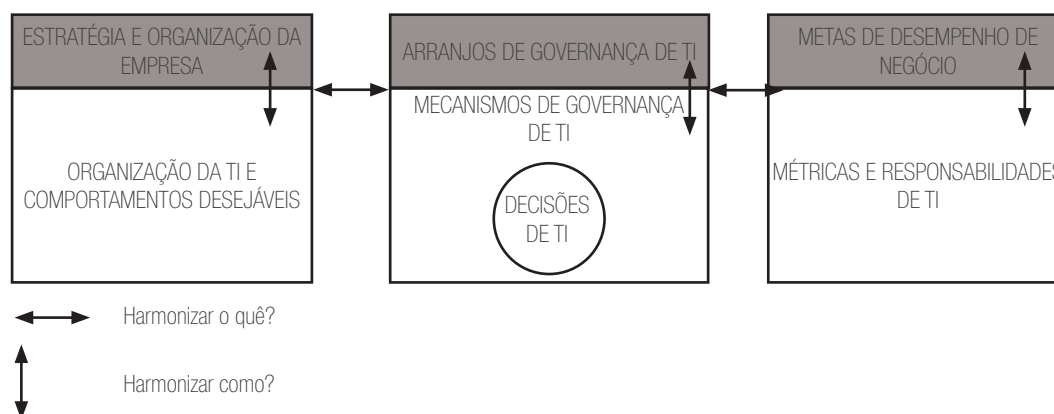 ESTRATÉGIA E ORGANIZAÇÃO DA
EMPRESA
ORGANIZAÇÃO DA TI E
COMPORTAMENTOS DESEJÁVEIS
ARRANJOS DE GOVERNANÇA DE TI
MECANISMOS DE GOVERNANÇA
DE TI
DECISÕES
DE TI
METAS DE DESEMPENHO DE
NEGÓCIO
MÉTRICAS E RESPONSABILIDADES
DE TI
Harmonizar o quê?
Harmonizar como?